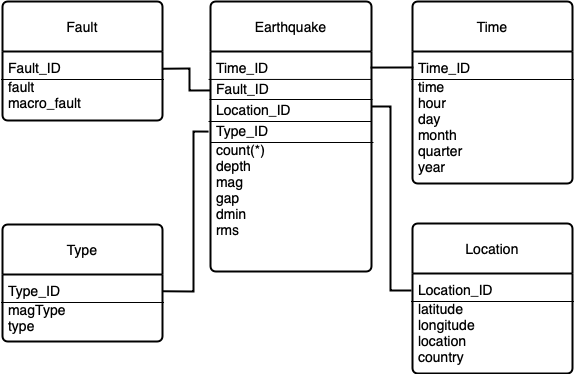 Fault
Fault_ID
fault
macro_fault
Earthquake
Time_ID
Fault_ID
Location_ID
Type_ID
count(*)
depth
mag
gap
dmin
rms
Time
Time_ID
time
hour
day
month
quarter
year
Type
Type_ID
magType
type
Location
Location_ID
latitude
longitude
location
country